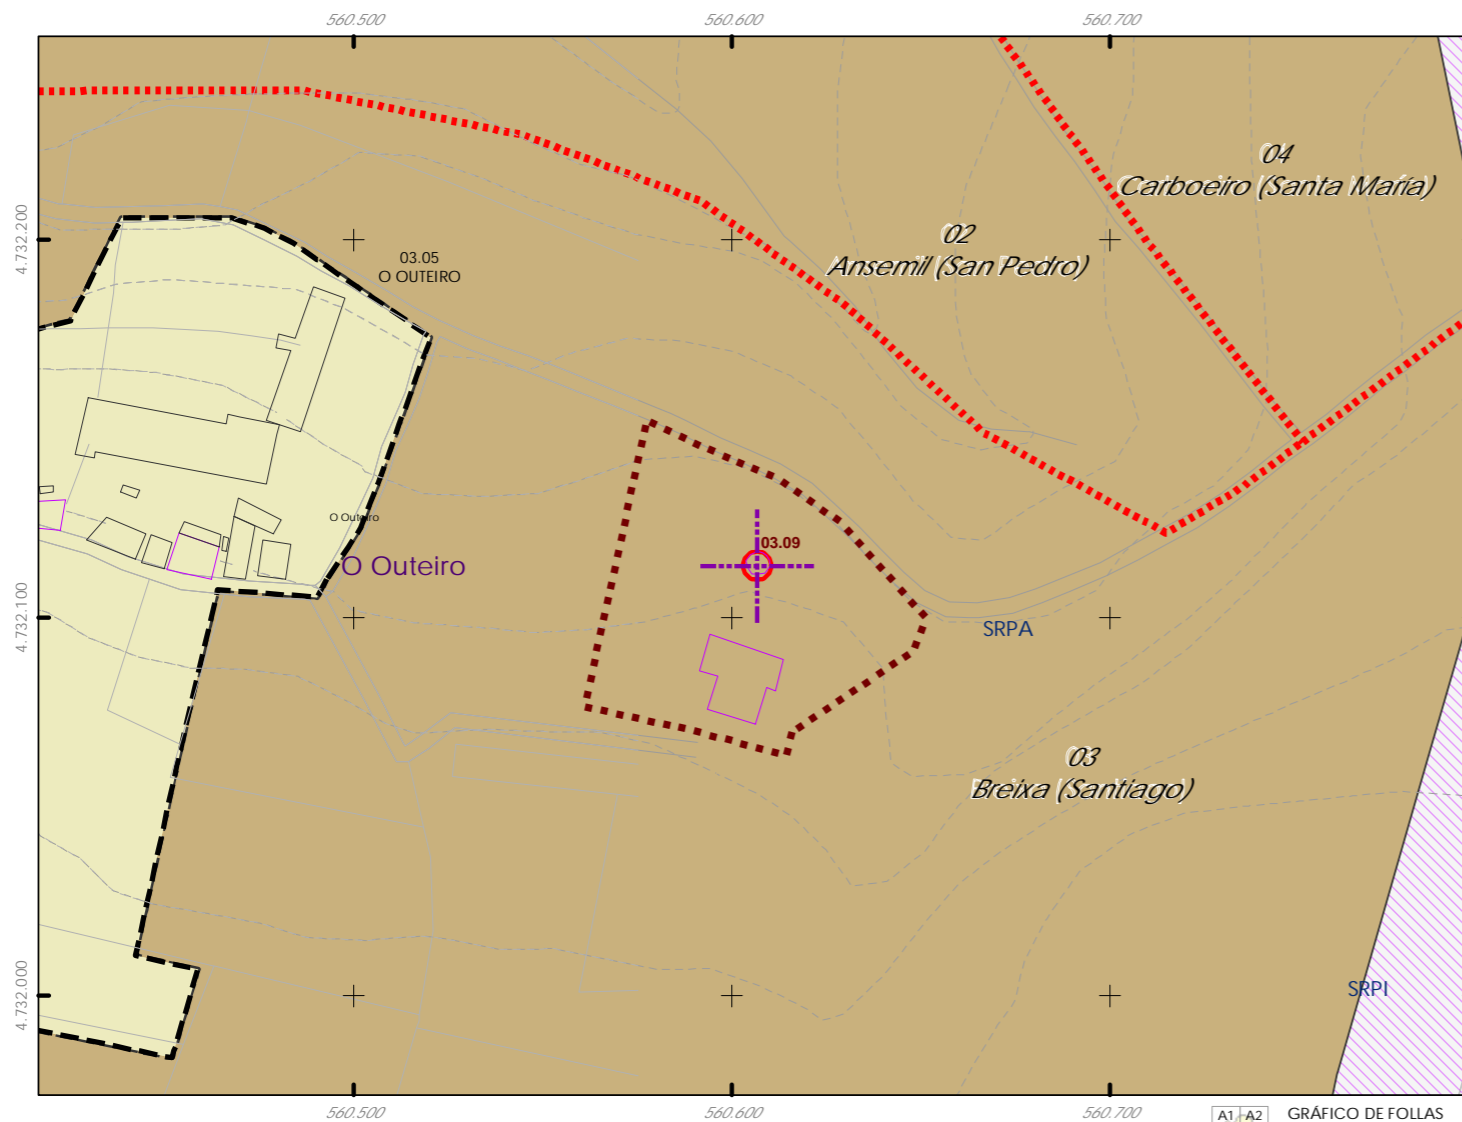 560.500
560.600
560.700
04
Carboeiro (Santa María)
4.732.200
02
Ansemil (San Pedro)
03.05
O OUTEIRO
O Outeiro
03.09
O Outeiro
4.732.100
SRPA
03
Breixa (Santiago)
4.732.000
SRPI
560.500
560.600
560.700
A1 A2 GRÁFICO DE FOLLAS